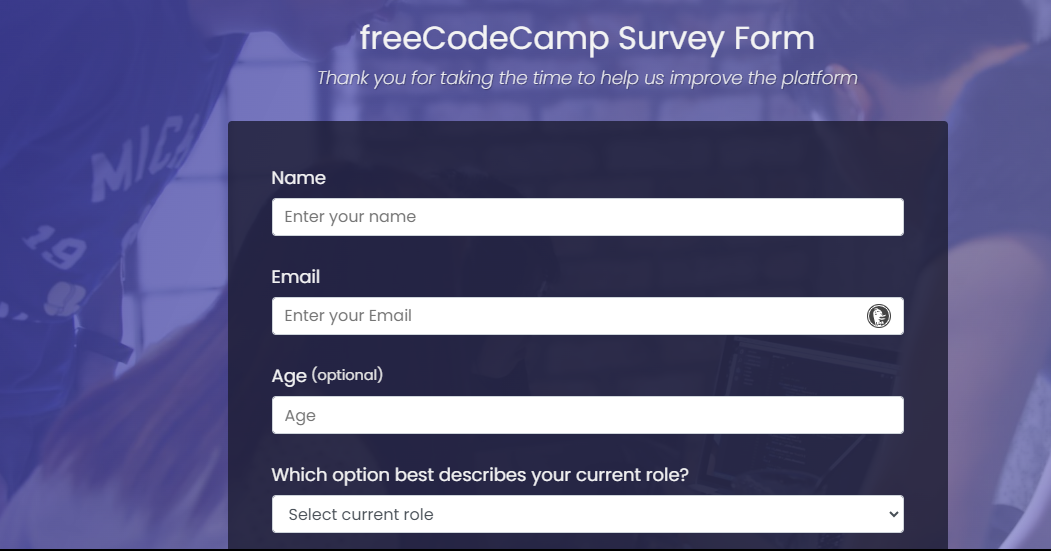 freeCodeCamp Survey Form
Thank you for taking the time to help us improve the platform
19
Name
Enter your name
Email
Enter your Email
Age (optional)
Age
Which option best describes your current role?
Select current role